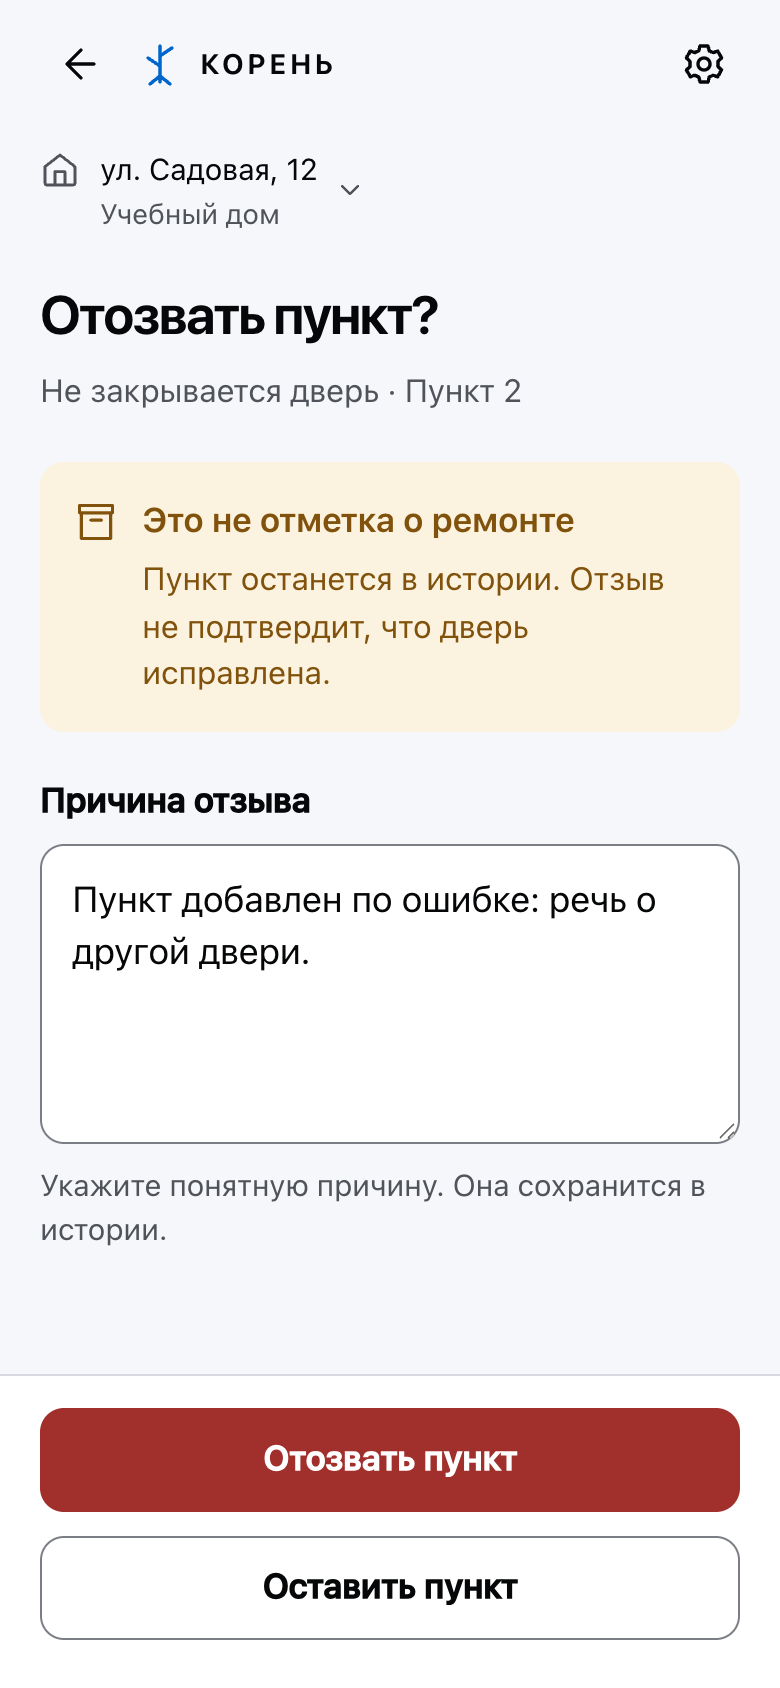 КОРЕНЬ
ул. Садовая, 12
Учебный дом
Отозвать пункт?
Не закрывается дверь · Пункт 2
Это не отметка о ремонте
Пункт останется в истории. Отзыв
не подтвердит, что дверь
исправлена.
Причина отзыва
Пункт добавлен по ошибке: речь о
другой двери.
Укажите понятную причину. Она сохранится в
истории.
Отозвать пункт
Оставить пункт